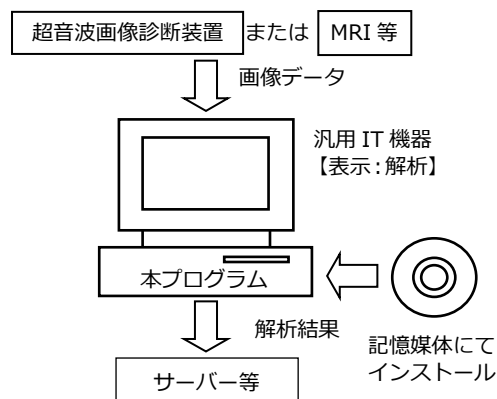 超音波画像診断装置 または MRI 等
画像データ
汎用 IT 機器
【表示：解析】
本プログラム
解析結果
記憶媒体にて
インストール
サーバー等